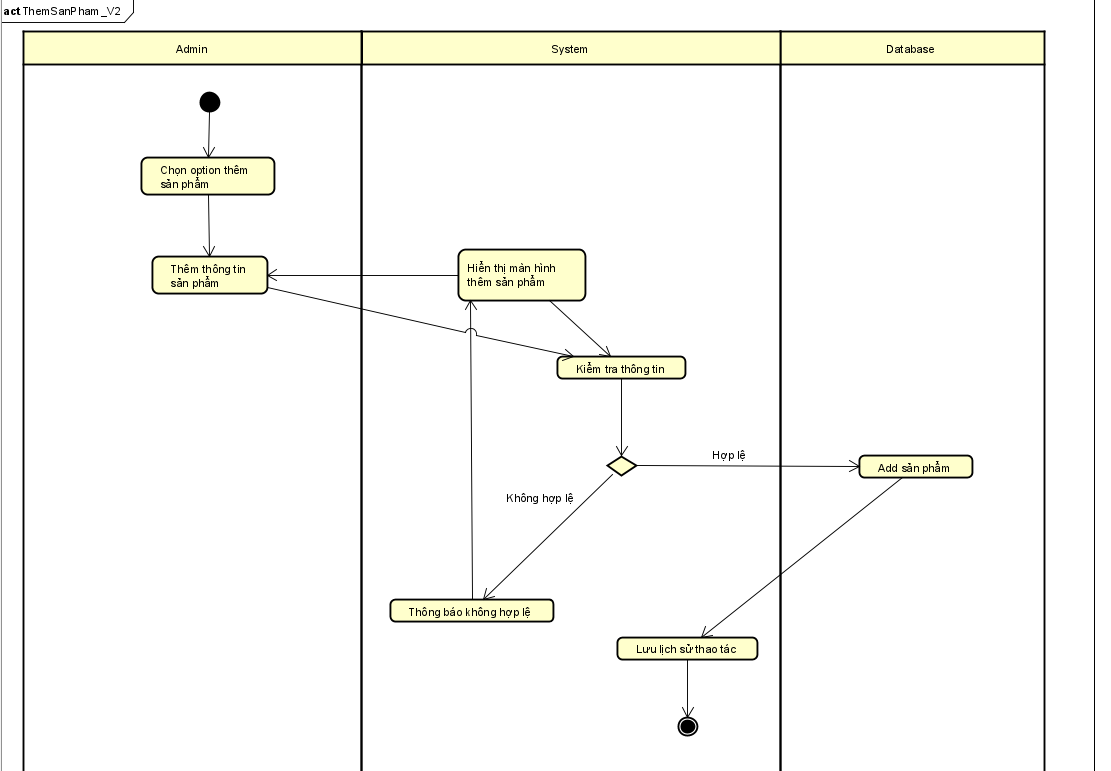 act ThemSanPham_V2
Admin
System
Database
Chọn option thêm
sản phẩm
Thêm thông tin
sản phẩm
Hiển thị màn hình
thêm sản phẩm
Kiểm tra thông tin
Hợp lệ
Add sản phẩm
Không hợp lệ
Thông báo không hợp lệ
Lưu lịch sử thao tác